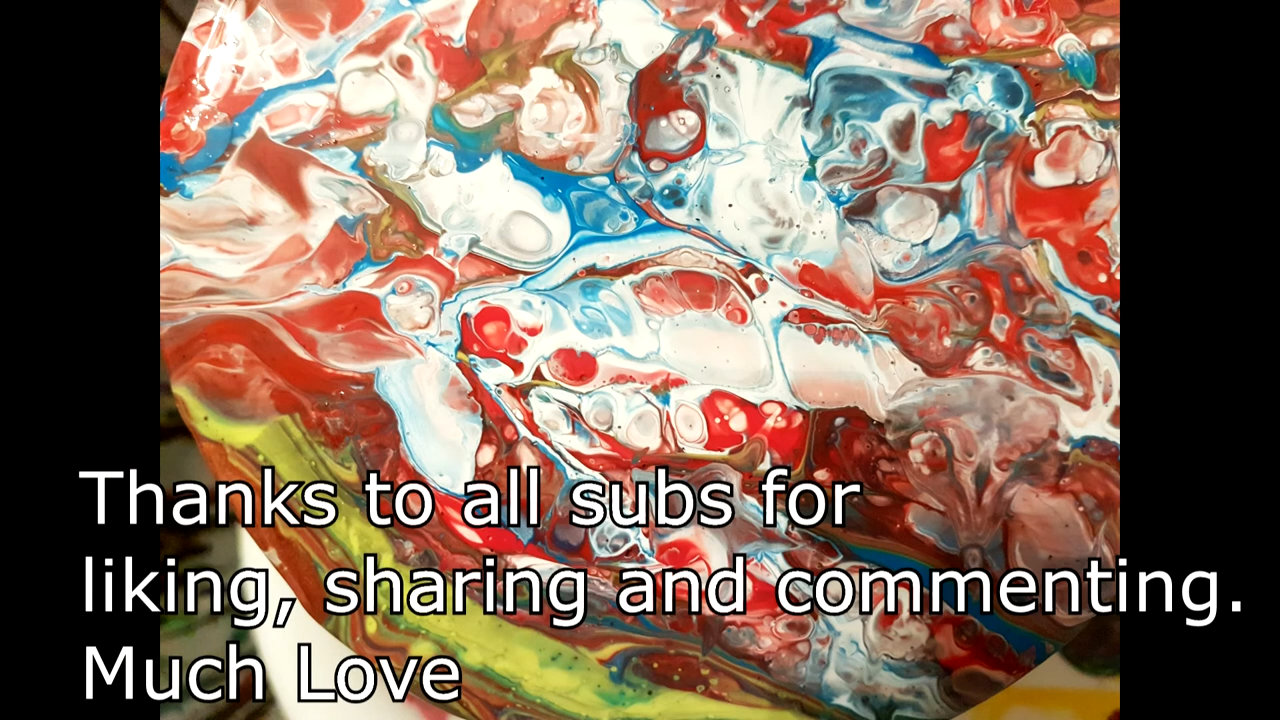 Thanks to all subs for
liking, sharing and commenting.
Much Love